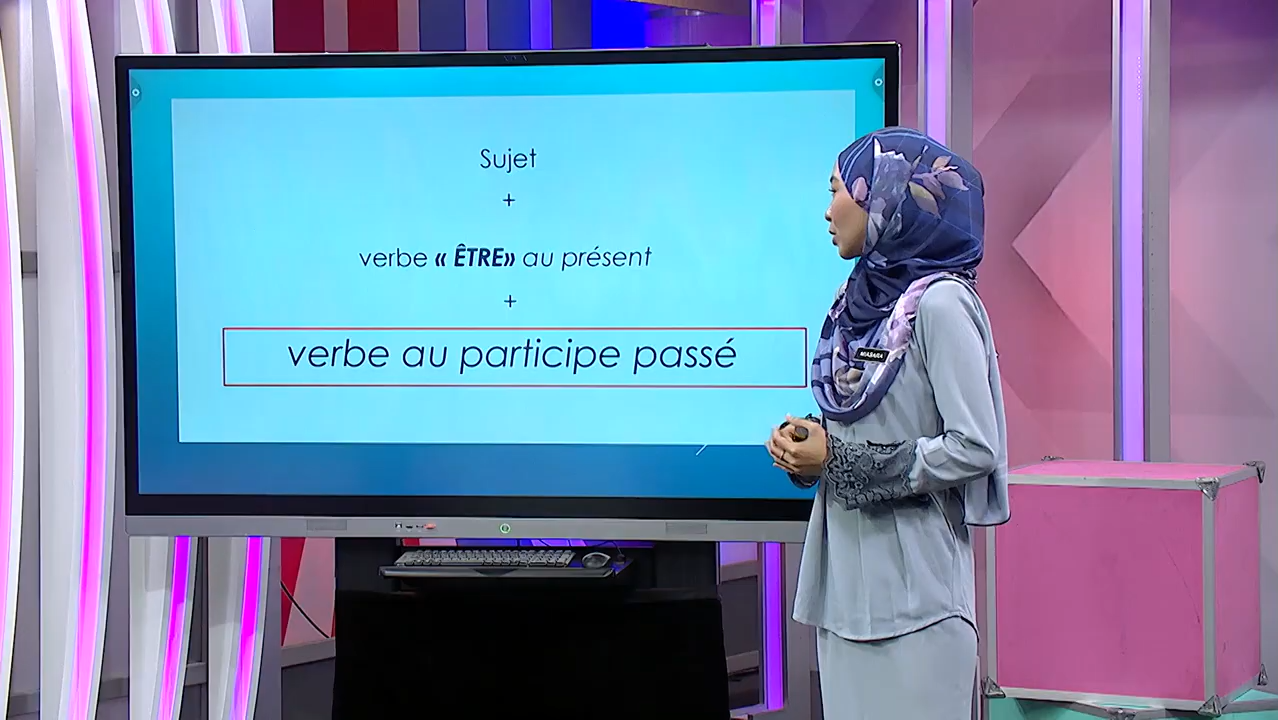 Sujet
+
verbe « ÊTRE» au présent
+
verbe au participe passé